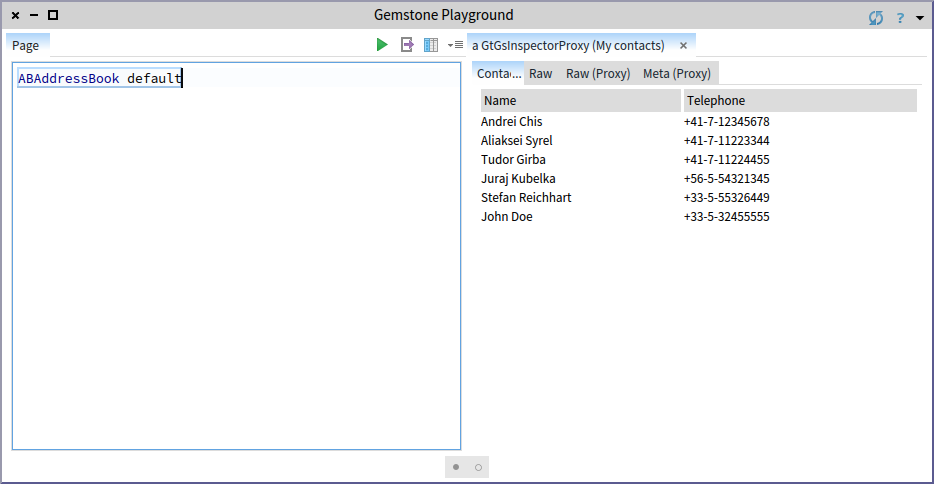 Gemstone Playground
?
Page
ABAddressBook default
a GtGsInspectorProxy (My contacts)
Conta... Raw Raw (Proxy) Meta (Proxy)
Name Telephone
Andrei Chis +41-7-12345678
Aliaksei Syrel +41-7-11223344
Tudor Girba +41-7-11224455
Juraj Kubelka +56-5-54321345
Stefan Reichhart +33-5-55326449
John Doe +33-5-32455555